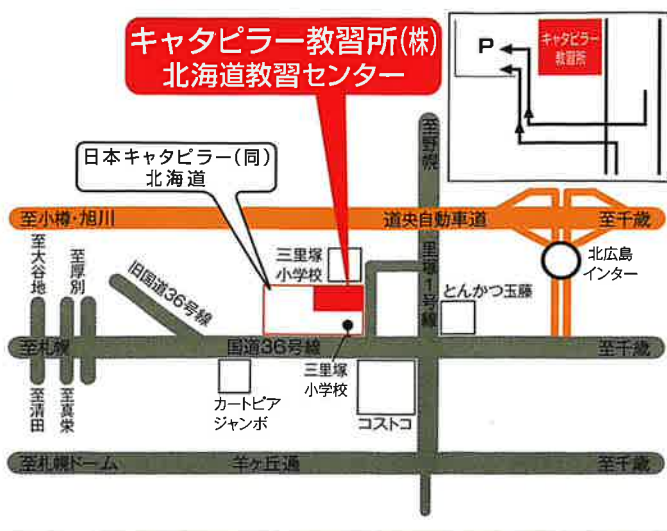 キャタピラー教習所(株)
北海道教習センター
P
キャタピラー
教習所
日本キャタピラー(同)
北海道
至野幌
至小樽・旭川
道央自動車道
至千歳
至大谷地
至厚別
旧国道36号線
三里塚
小学校
里塚1号線
とんかつ玉藤
北広島
インター
至札幌
国道36号線
至千歳
至清田
至真栄
カートピア
ジャンボ
三里塚
小学校
コストコ
至札幌ドーム
羊ヶ丘通
至千歳